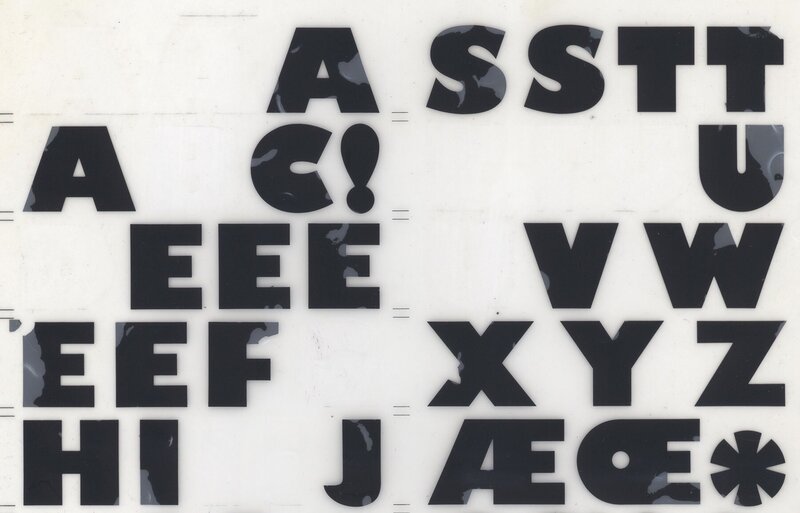 A SSTT
A C! U
EEE VW
EEF XYZ
HI J ÆŒ*